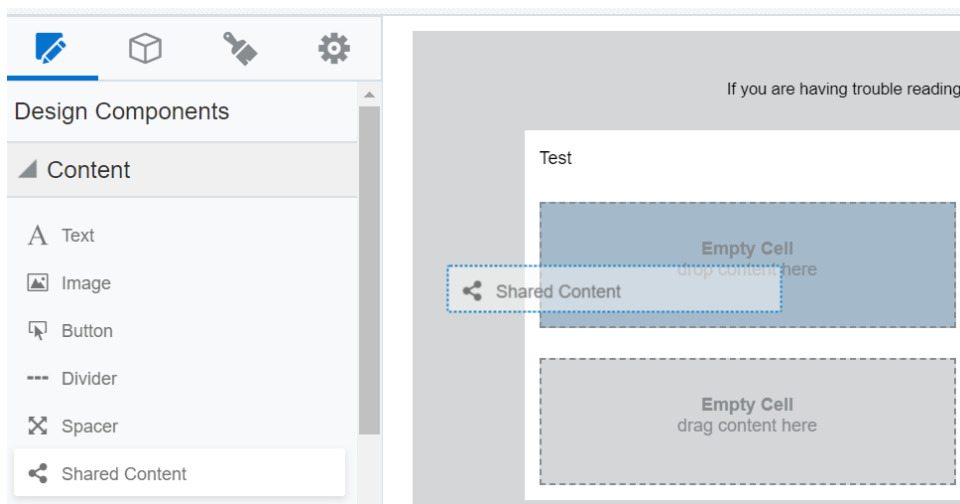 Design Components
Content
Text
Image
Button
Divider
Spacer
Shared Content
If you are having trouble reading
Test
Empty Cell
drop content here
Shared Content
Empty Cell
drag content here